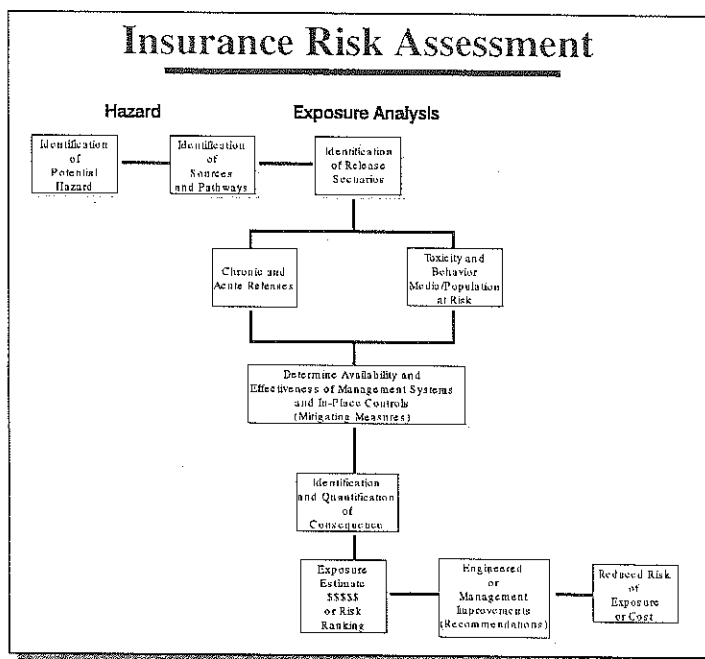 Insurance Risk Assessment
Hazard
Exposure Analysis
Identification
of
Potential
Hazard
Identification
of
Sources
and Pathways
Identification
of Release
Scenarios
Chronic and
Acute Releases
Toxicity and
Behavior
Media/Population
at Risk
Determine Availability and
Effectiveness of Management Systems
and In-Place Controls
(Mitigating Measures)
Identification
and Quantification
of
Consequence
Exposure
Estimate
$$$$$
or Risk
Ranking
Engineered
or
Management
Improvements
(Recommendations)
Reduced Risk
of
Exposure
or Cost